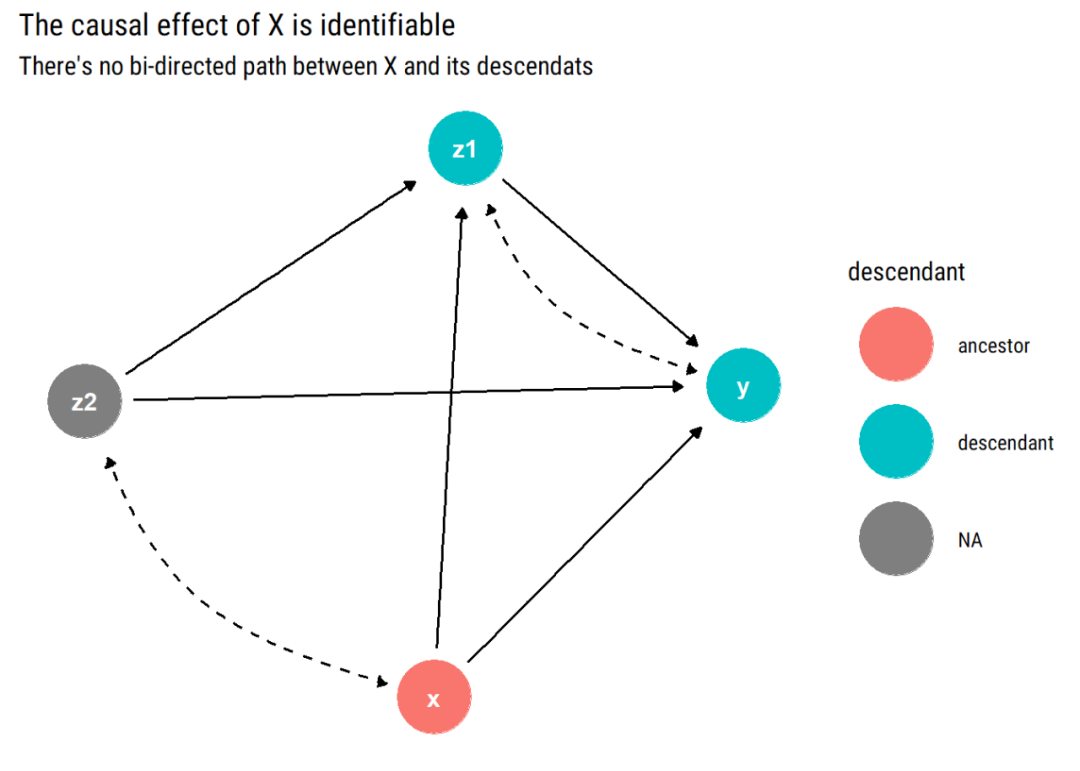 The causal effect of X is identifiable
There's no bi-directed path between X and its descendats
z1
z2
y
x
descendant
ancestor
descendant
NA